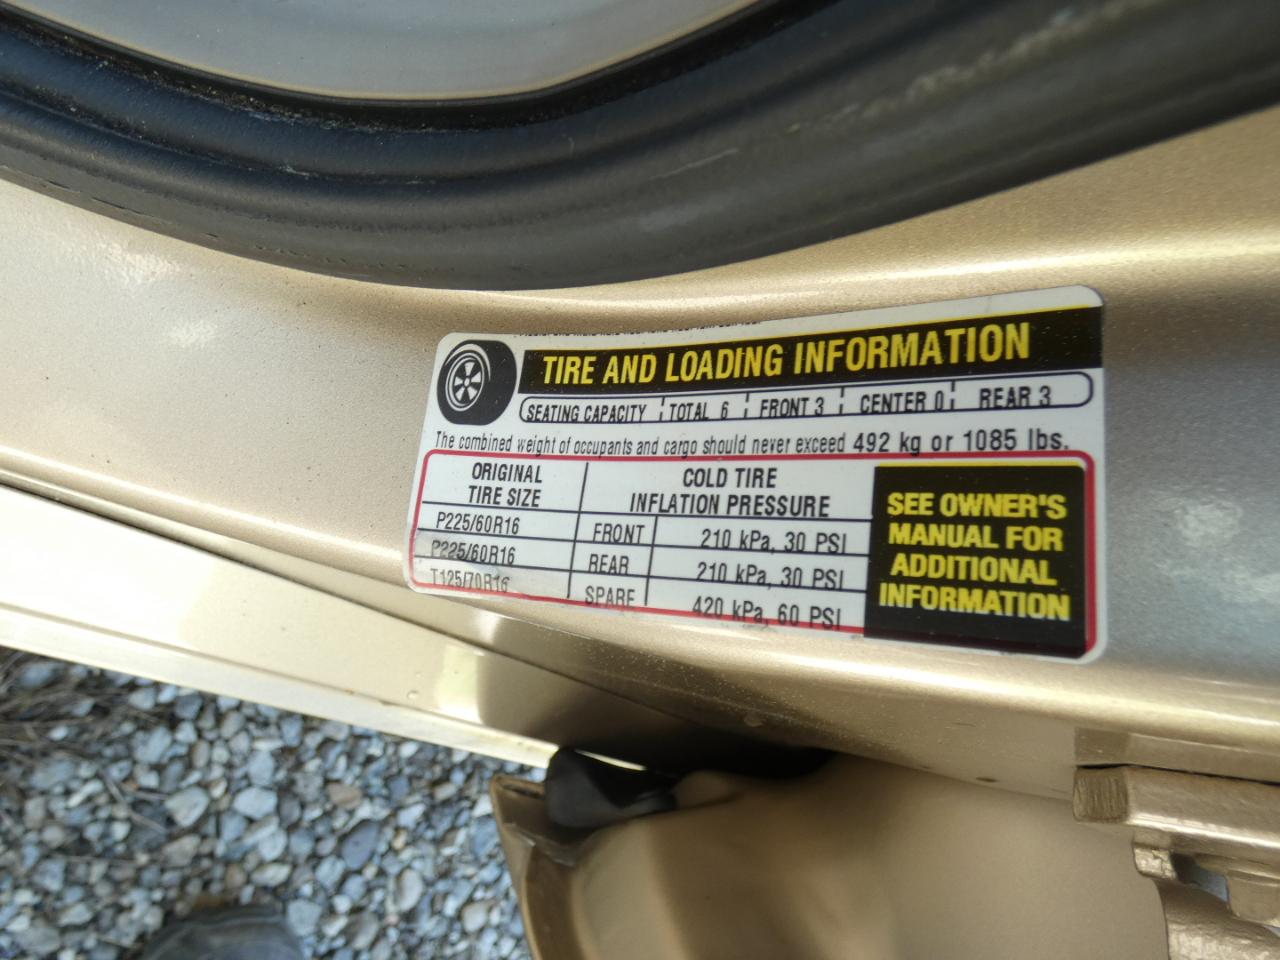 TIRE AND LOADING INFORMATION
SEATING CAPACITY TOTAL 6 FRONT 3 CENTER 0 REAR 3
The combined weight of occupants and cargo should never exceed 492 kg or 1085 lbs.
ORIGINAL
TIRE SIZE
COLD TIRE
INFLATION PRESSURE
P225/60R16 FRONT 210 kPa, 30 PSI
P225/60R16 REAR 210 kPa, 30 PSI
T125/70R16 SPARE 420 kPa, 60 PSI
SEE OWNER'S
MANUAL FOR
ADDITIONAL
INFORMATION